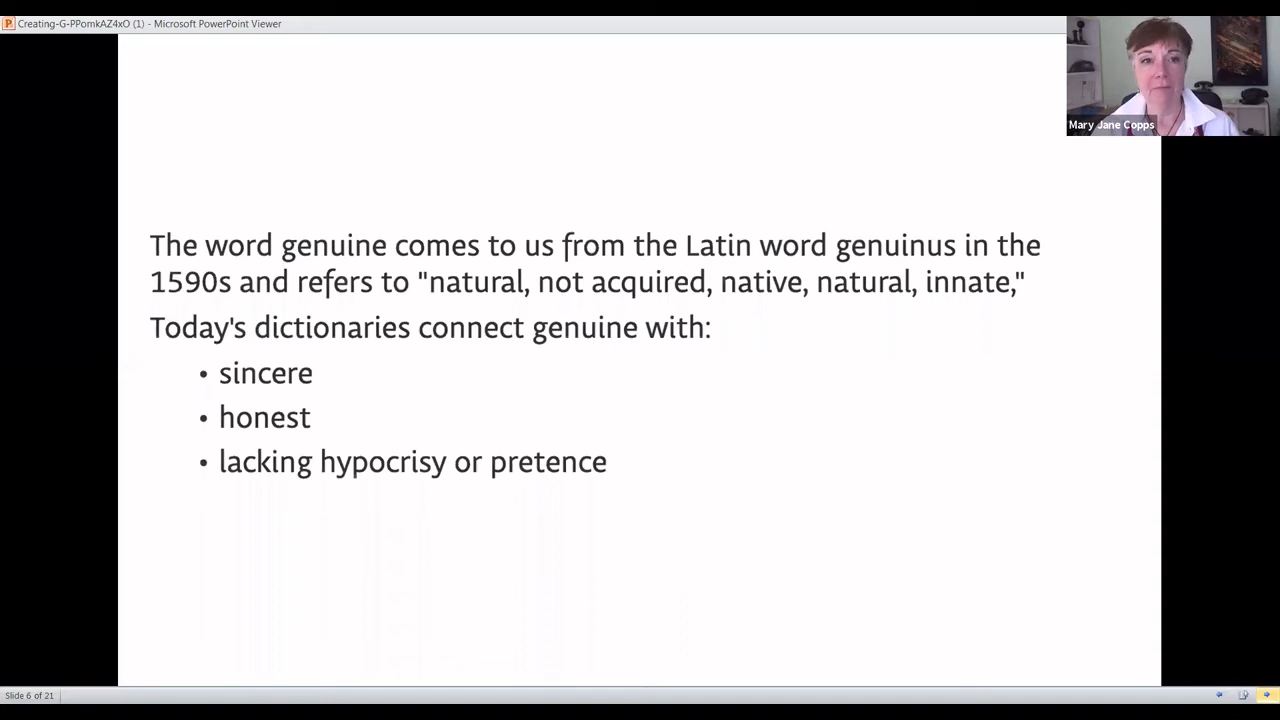 Creating-G-PPomkAZ4xO (1) - Microsoft PowerPoint Viewer
Mary Jane Copps
The word genuine comes to us from the Latin word genuinus in the
1590s and refers to "natural, not acquired, native, natural, innate,"
Today's dictionaries connect genuine with:
• sincere
• honest
• lacking hypocrisy or pretence
Slide 6 of 21